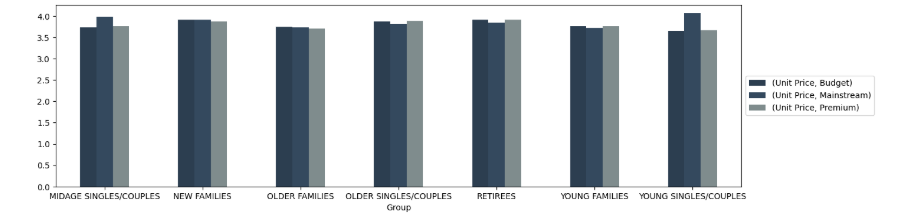 4.0
3.5
3.0
2.5
2.0
1.5
1.0
0.5
0.0
MIDAGE SINGLES/COUPLES NEW FAMILIES OLDER FAMILIES OLDER SINGLES/COUPLES RETIREES YOUNG FAMILIES YOUNG SINGLES/COUPLES
Group
(Unit Price, Budget)
(Unit Price, Mainstream)
(Unit Price, Premium)